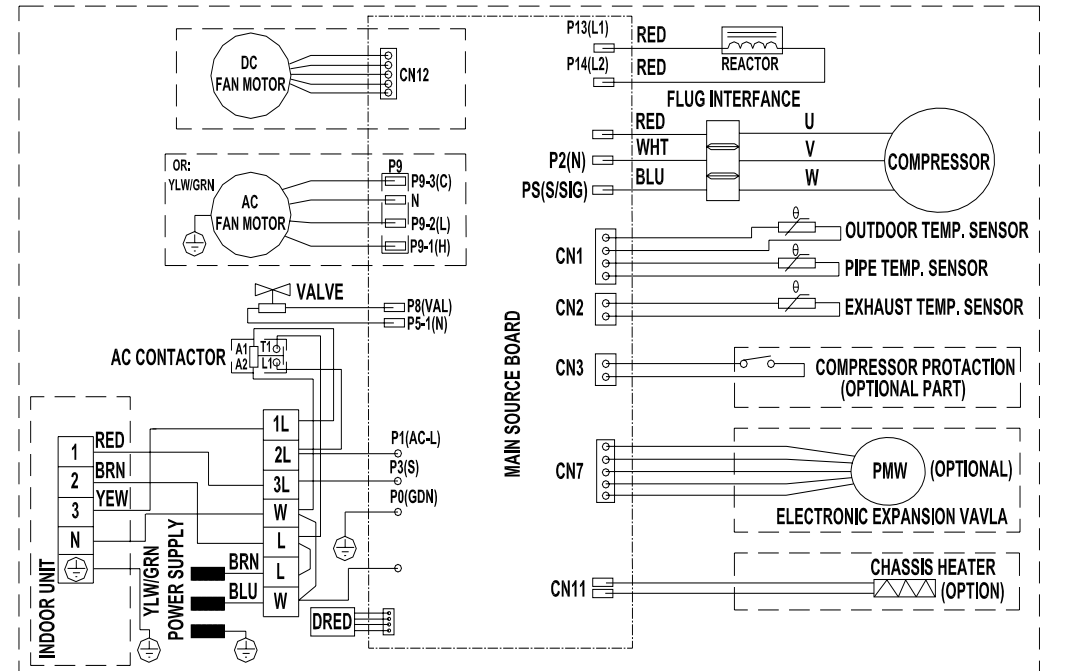 DC
FAN MOTOR
CN12
OR:
YLW/GRN
AC
FAN MOTOR
P9
P9-3(C)
N
P9-2(L)
P9-1(H)
VALVE
P8(VAL)
P5-1(N)
AC CONTACTOR
A1
A2
T1
L1
1L
2L
3L
W
L
L
W
P1(AC-L)
P3(S)
P0(GDN)
1
2
3
N
RED
BRN
YEW
INDOOR UNIT
YLW/GRN
POWER SUPPLY
BRN
BLU
DRED
MAIN SOURCE BOARD
P13(L1)
RED
P14(L2)
RED
REACTOR
FLUG INTERFANCE
RED
U
P2(N)
WHT
V
PS(S/SIG)
BLU
W
COMPRESSOR
CN1
θ
OUTDOOR TEMP. SENSOR
θ
PIPE TEMP. SENSOR
CN2
θ
EXHAUST TEMP. SENSOR
CN3
COMPRESSOR PROTACTION
(OPTIONAL PART)
CN7
PMW
(OPTIONAL)
ELECTRONIC EXPANSION VAVLA
CN11
CHASSIS HEATER
(OPTION)